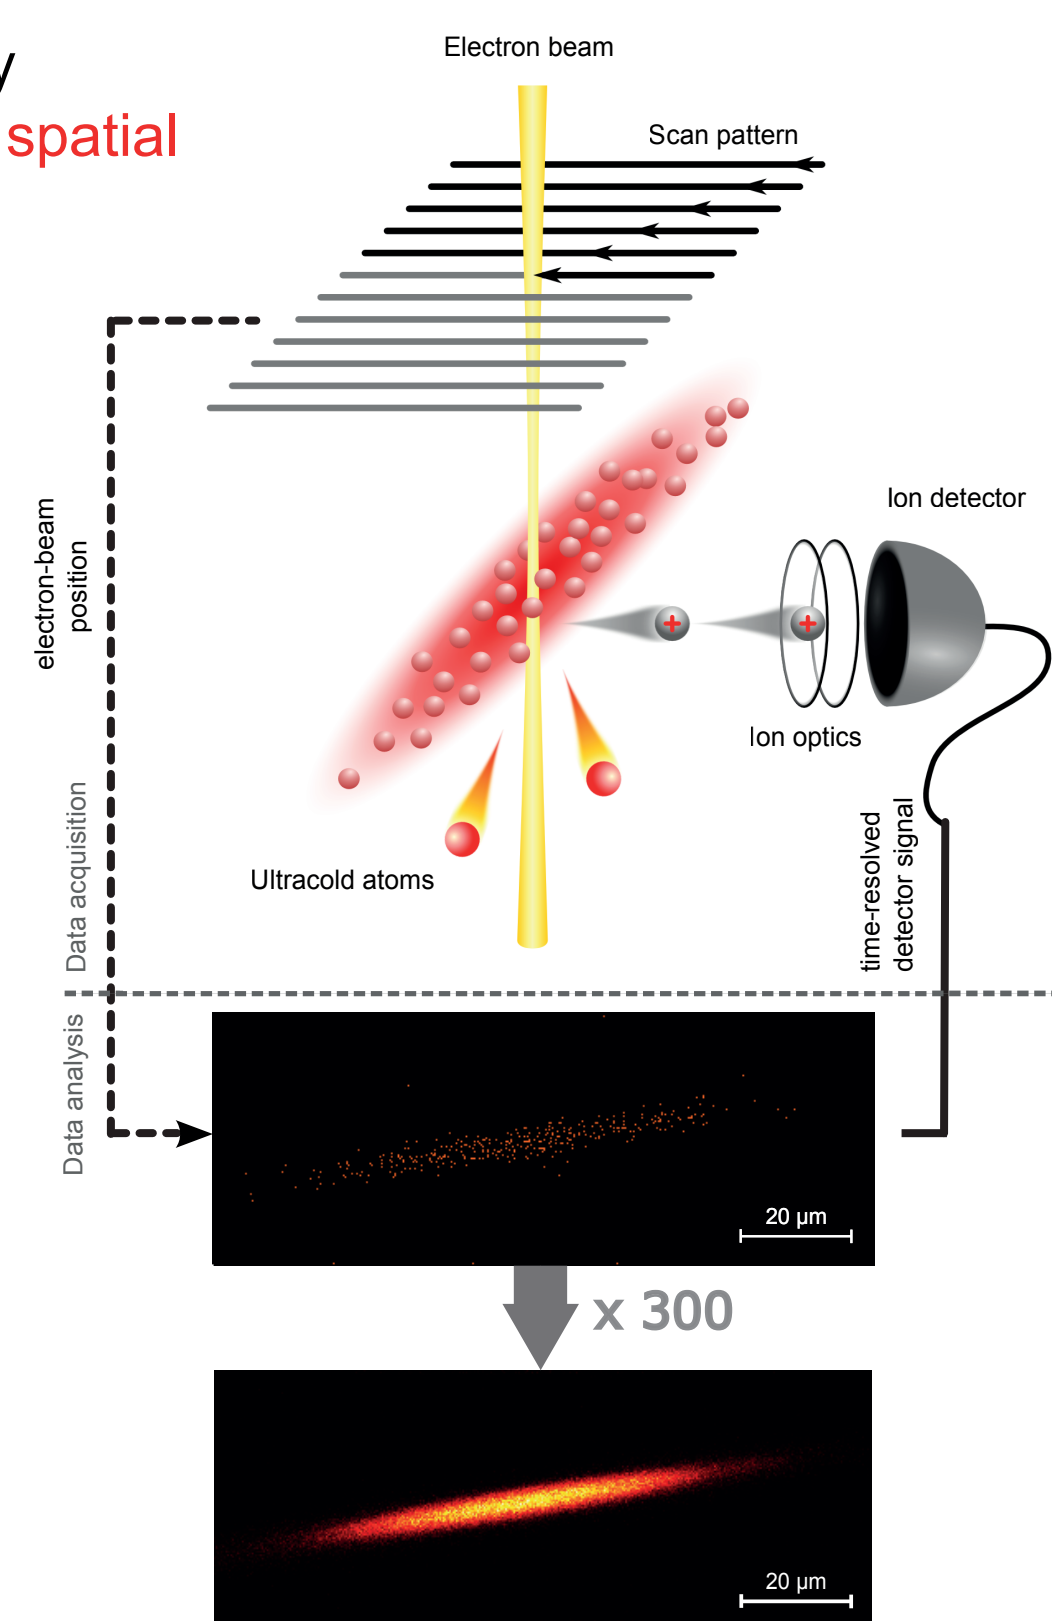 y
spatial
Electron beam
Scan pattern
electron-beam
position
Ion detector
Ion optics
Ultracold atoms
time-resolved
detector signal
Data acquisition
Data analysis
20 µm
x 300
20 µm